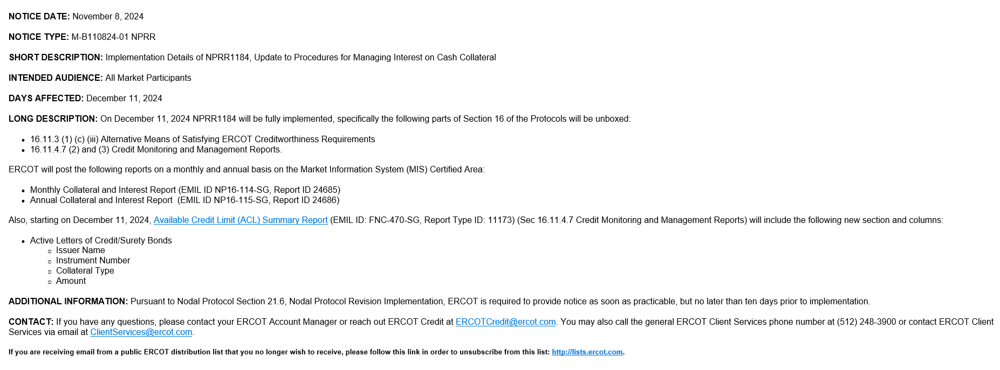 NOTICE DATE: November 8, 2024
NOTICE TYPE: M-B110824-01 NPRR
SHORT DESCRIPTION: Implementation Details of NPRR1184, Update to Procedures for Managing Interest on Cash Collateral
INTENDED AUDIENCE: All Market Participants
DAYS AFFECTED: December 11, 2024
LONG DESCRIPTION: On December 11, 2024 NPRR1184 will be fully implemented, specifically the following parts of Section 16 of the Protocols will be unboxed:
• 16.11.3 (1) (c) (iii) Alternative Means of Satisfying ERCOT Creditworthiness Requirements
• 16.11.4.7 (2) and (3) Credit Monitoring and Management Reports.
ERCOT will post the following reports on a monthly and annual basis on the Market Information System (MIS) Certified Area:
• Monthly Collateral and Interest Report (EMIL ID NP16-114-SG, Report ID 24685)
• Annual Collateral and Interest Report  (EMIL ID NP16-115-SG, Report ID 24686)
Also, starting on December 11, 2024, Available Credit Limit (ACL) Summary Report (EMIL ID: FNC-470-SG, Report Type ID: 11173) (Sec 16.11.4.7 Credit Monitoring and Management Reports) will include the following new section and columns:
• Active Letters of Credit/Surety Bonds
o Issuer Name
o Instrument Number
o Collateral Type
o Amount
ADDITIONAL INFORMATION: Pursuant to Nodal Protocol Section 21.6, Nodal Protocol Revision Implementation, ERCOT is required to provide notice as soon as practicable, but no later than ten days prior to implementation.
CONTACT: If you have any questions, please contact your ERCOT Account Manager or reach out ERCOT Credit at ERCOTCredit@ercot.com. You may also call the general ERCOT Client Services phone number at (512) 248-3900 or contact ERCOT Client
Services via email at ClientServices@ercot.com.
If you are receiving email from a public ERCOT distribution list that you no longer wish to receive, please follow this link in order to unsubscribe from this list: http://lists.ercot.com.